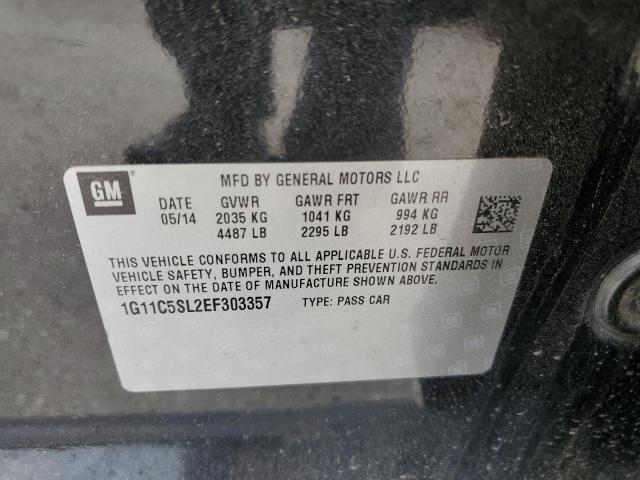 GM
MFD BY GENERAL MOTORS LLC
DATE GVWR GAWR FRT GAWR RR
05/14 2035 KG 1041 KG 994 KG
4487 LB 2295 LB 2192 LB
THIS VEHICLE CONFORMS TO ALL APPLICABLE U.S. FEDERAL MOTOR
VEHICLE SAFETY, BUMPER, AND THEFT PREVENTION STANDARDS IN
EFFECT ON THE DATE OF MANUFACTURE SHOWN ABOVE.
1G11C5SL2EF303357 TYPE: PASS CAR